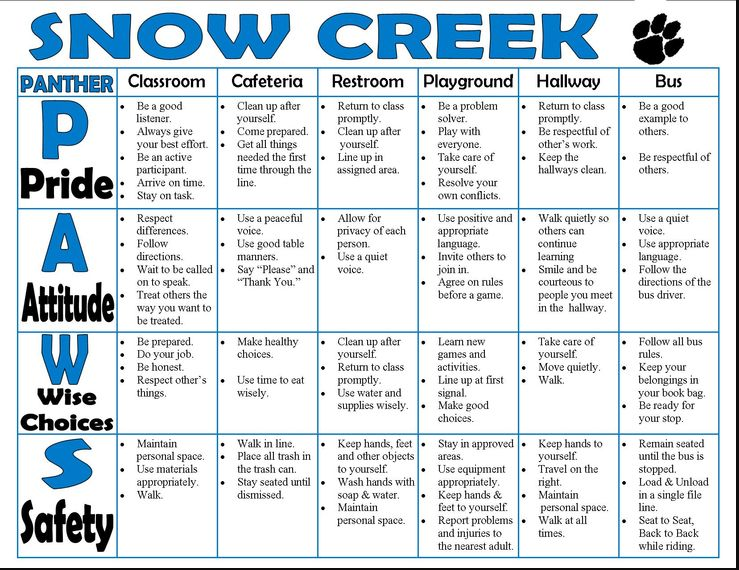 SNOW CREEK
PANTHER Classroom Cafeteria Restroom Playground Hallway Bus
P
Pride
• Be a good
listener.
• Always give
your best effort.
• Be an active
participant.
• Arrive on time.
• Stay on task.
• Clean up after
yourself.
• Come prepared.
• Get all things
needed the first
time through the
line.
• Return to class
promptly.
• Clean up after
yourself.
• Line up in
assigned area.
• Be a problem
solver.
• Play with
everyone.
• Take care of
yourself.
• Resolve your
own conflicts.
• Return to class
promptly.
• Be respectful of
other's work.
• Keep the
hallways clean.
• Be a good
example to
others.
• Be respectful of
others.
A
Attitude
• Respect
differences.
• Follow
directions.
• Wait to be called
on to speak.
• Treat others the
way you want to
be treated.
• Use a peaceful
voice.
• Use good table
manners.
• Say “Please” and
“Thank You.”
• Allow for
privacy of each
person.
• Use a quiet
voice.
• Use positive and
appropriate
language.
• Invite others to
join in.
• Agree on rules
before a game.
• Walk quietly so
others can
continue
learning
• Smile and be
courteous to
people you meet
in the hallway.
• Use a quiet
voice.
• Use appropriate
language.
• Follow the
directions of the
bus driver.
W
Wise
Choices
• Be prepared.
• Do your job.
• Be honest.
• Respect other's
things.
• Make healthy
choices.
• Use time to eat
wisely.
• Clean up after
yourself.
• Return to class
promptly.
• Use water and
supplies wisely.
• Learn new
games and
activities.
• Line up at first
signal.
• Make good
choices.
• Take care of
yourself.
• Move quietly.
• Walk.
• Follow all bus
rules.
• Keep your
belongings in
your book bag.
• Be ready for
your stop.
S
Safety
• Maintain
personal space.
• Use materials
appropriately.
• Walk.
• Walk in line.
• Place all trash in
the trash can.
• Stay seated until
dismissed.
• Keep hands, feet
and other objects
to yourself.
• Wash hands with
soap & water.
• Maintain
personal space.
• Stay in approved
areas.
• Use equipment
appropriately.
• Keep hands &
feet to yourself.
• Report problems
and injuries to
the nearest adult.
• Keep hands to
yourself.
• Travel on the
right.
• Maintain
personal space.
• Walk at all
times.
• Remain seated
until the bus is
stopped.
• Load & Unload
in a single file
line.
• Seat to Seat,
Back to Back
while riding.